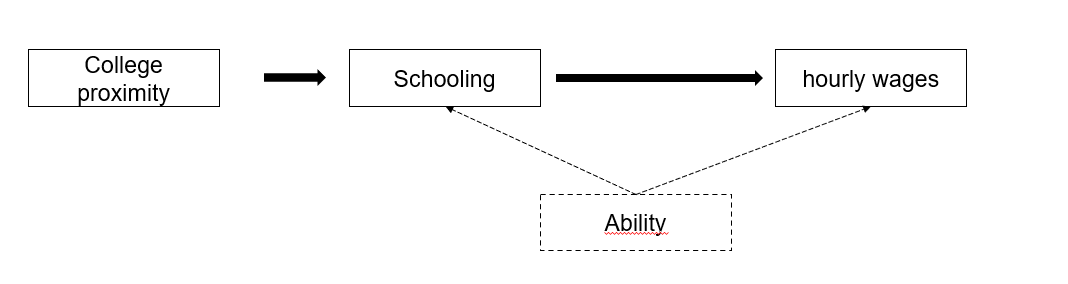 College
proximity
Schooling
hourly wages
Ability